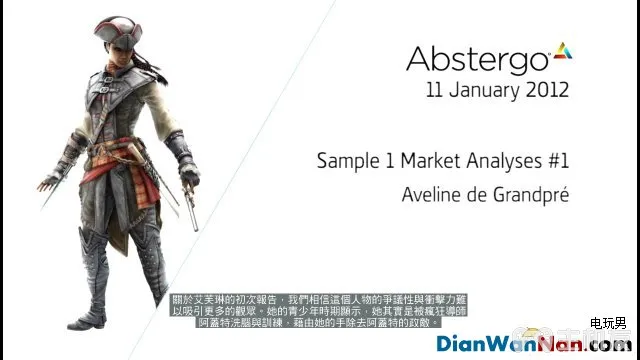 Abstergo
11 January 2012
Sample 1 Market Analyses #1
Aveline de Grandpré
關於艾芙琳的初次報告，我們相信這個人物的爭議性與衝擊力難
以吸引更多的觀眾。她的青少年時期顯示，她其實是被瘋狂導師
阿蓋特洗腦與訓練，藉由她的手除去阿蓋特的政敵。
电玩男
DianWanNan.com